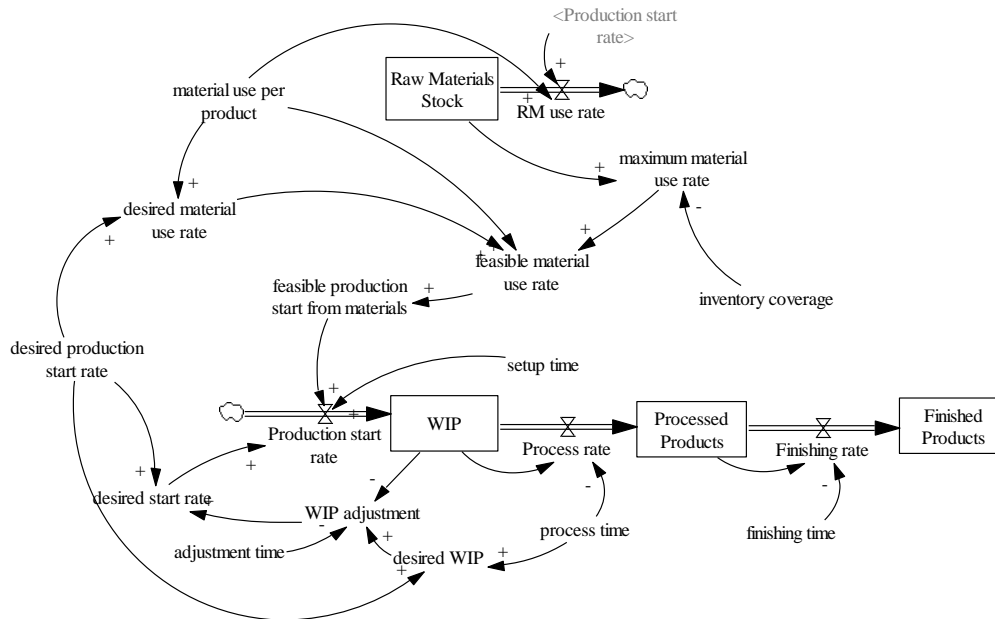 <Production start
rate>
Raw Materials
Stock
+
+
RM use rate
material use per
product
+
maximum material
use rate
+
-
desired material
use rate
+
+
+
+
feasible material
use rate
inventory coverage
feasible production
start from materials
+
desired production
start rate
setup time
+
+
Production start
rate
WIP
Process rate
Processed
Products
Finishing rate
Finished
Products
+
+
desired start rate
+
-
WIP adjustment
-
adjustment time
+
desired WIP
+
+
-
process time
-
finishing time